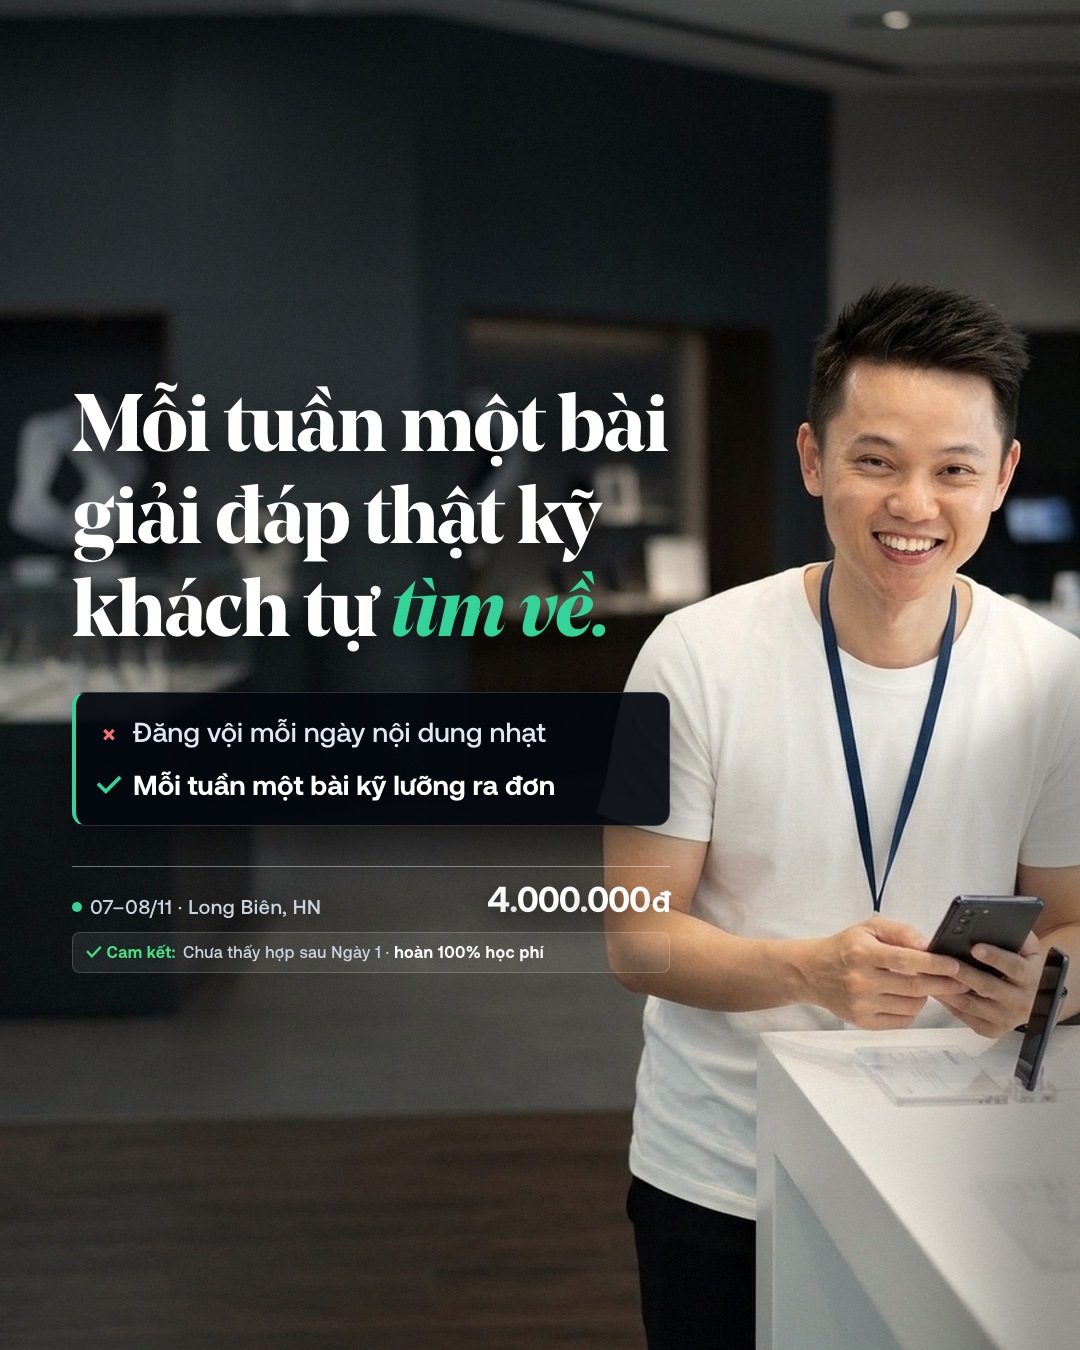 Mỗi tuần một bài
giải đáp thật kỹ
khách tự tìm về.
× Đăng vội mỗi ngày nội dung nhạt
✓ Mỗi tuần một bài kỹ lưỡng ra đơn
07–08/11 · Long Biên, HN
4.000.000đ
✓ Cam kết: Chưa thấy hợp sau Ngày 1 · hoàn 100% học phí